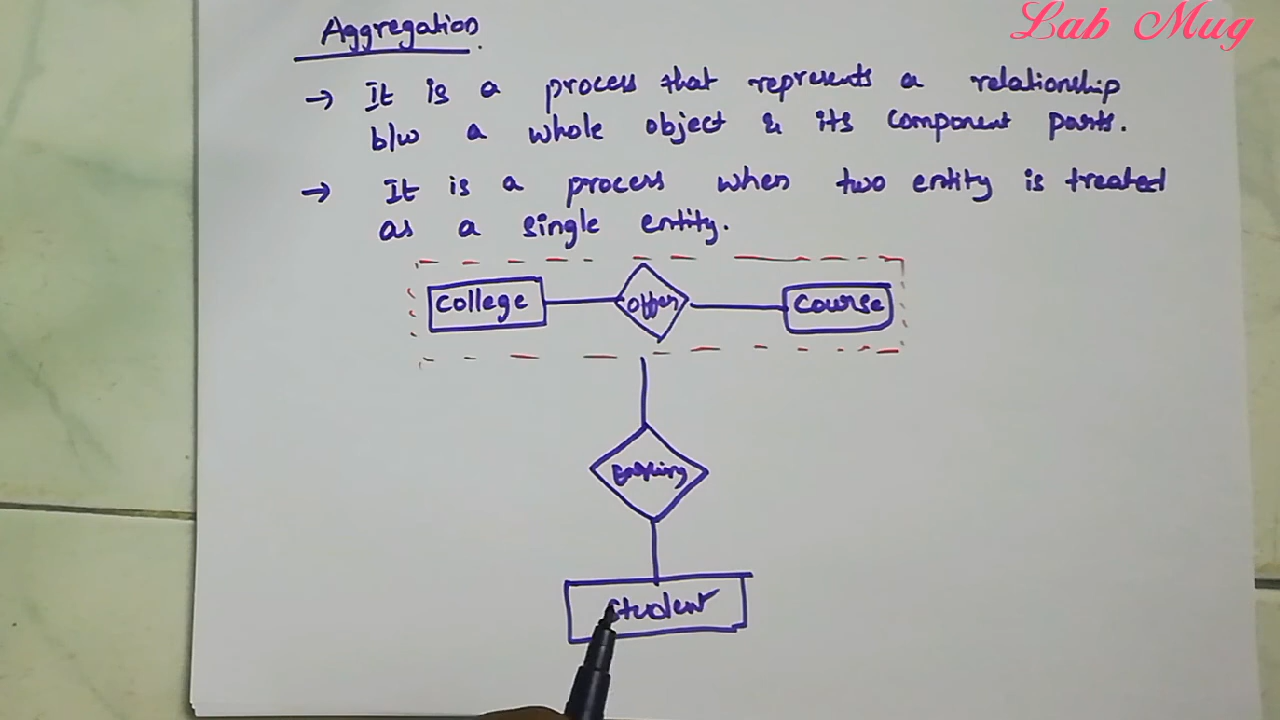 Lab Mug
Aggregation.
→ It is a process that represents a relationship
b/w a whole object & its component parts.
→ It is a process when two entity is treated
as a single entity.
College
offer
Course
Student